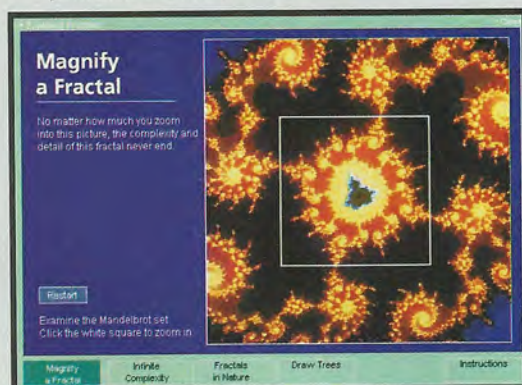 Magnify
a Fractal
No matter how much you zoom
into this picture, the complexity and
detail of this fractal never end.
Restart
Examine the Mandelbrot set
Click the white square to zoom in
Magnify
a Fractal
Infinite
Complexity
Fractals
in Nature
Draw Trees
Instructions